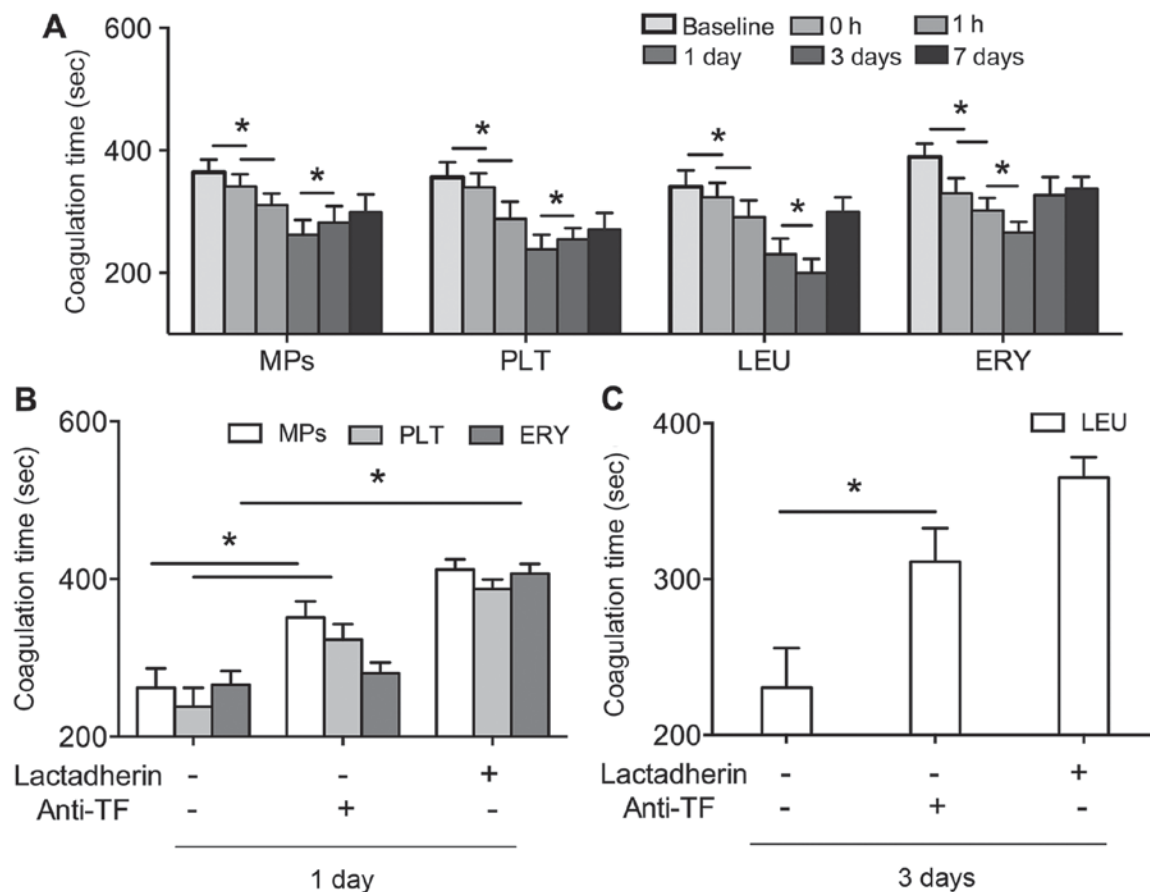 A
Coagulation time (sec)
600
400
200
Baseline 0 h 1 h
1 day 3 days 7 days
* * * * * * * *
MPs PLT LEU ERY
B
Coagulation time (sec)
600
400
200
MPs PLT ERY
*
*
Lactadherin - - +
Anti-TF - + -
1 day
C
Coagulation time (sec)
400
300
200
LEU
*
Lactadherin - - +
Anti-TF - + -
3 days